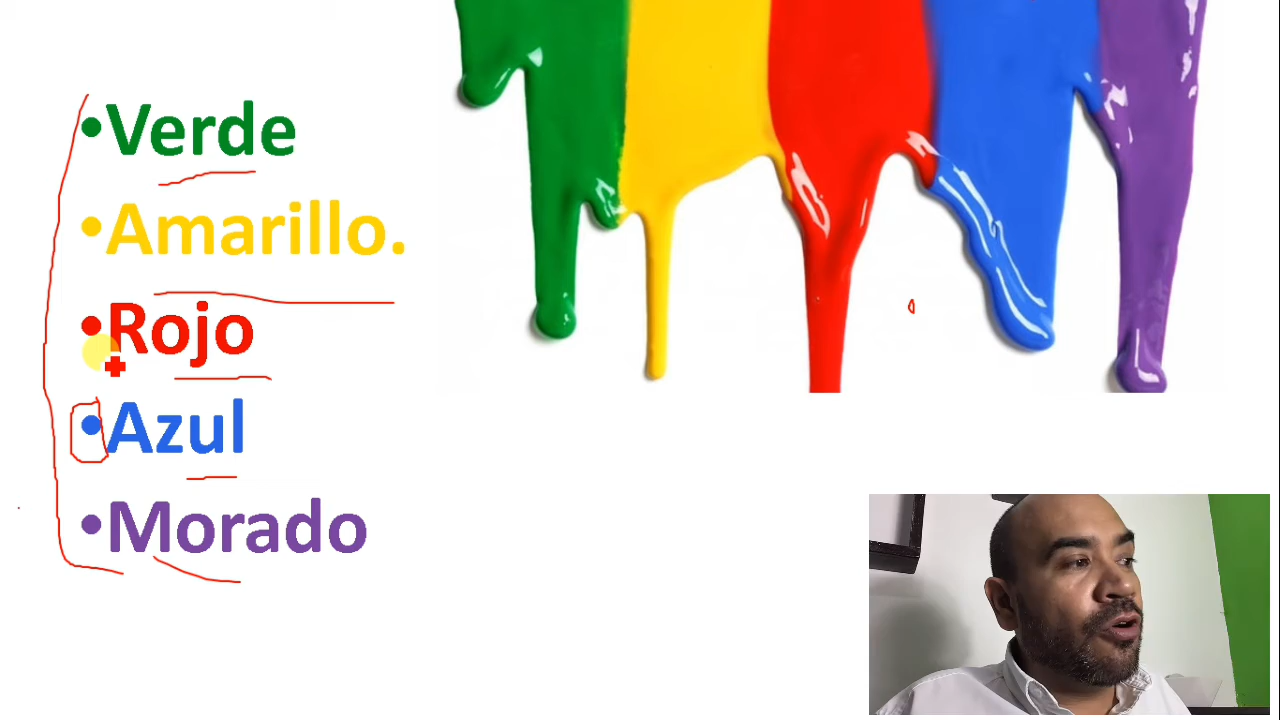 •Verde
•Amarillo.
•Rojo
•Azul
•Morado